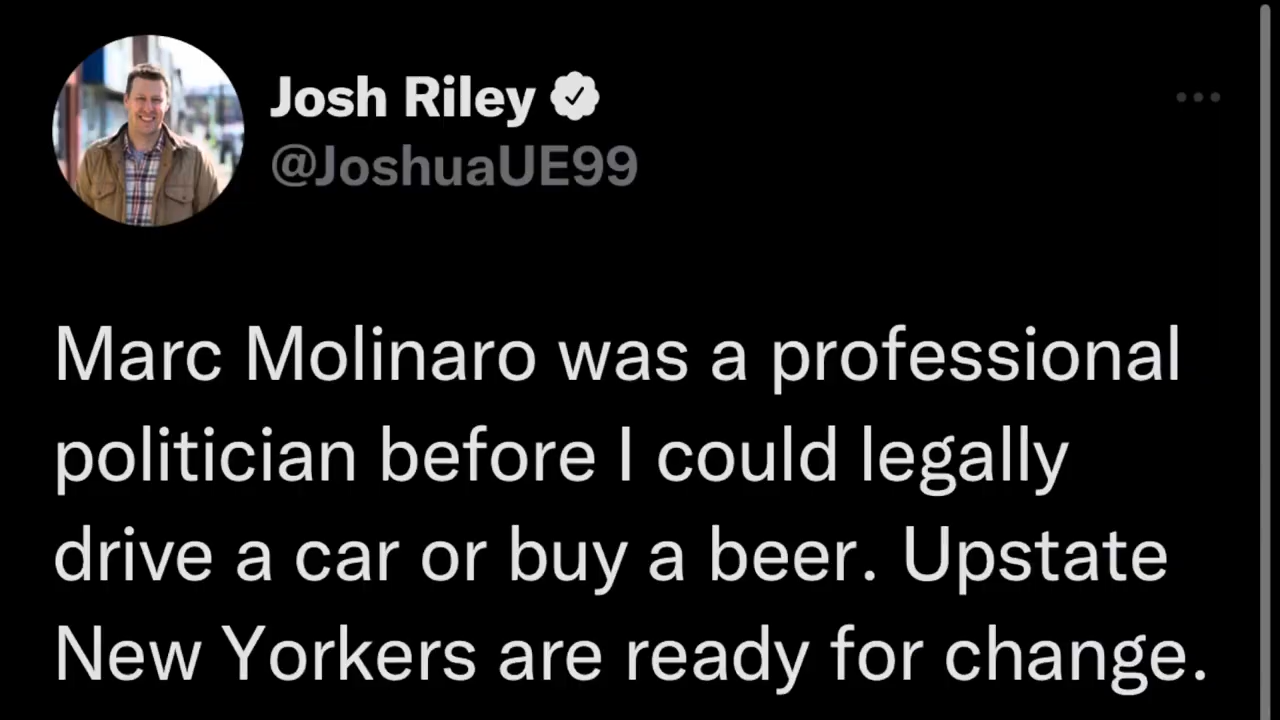 Josh Riley
@JoshuaUE99
Marc Molinaro was a professional
politician before I could legally
drive a car or buy a beer. Upstate
New Yorkers are ready for change.